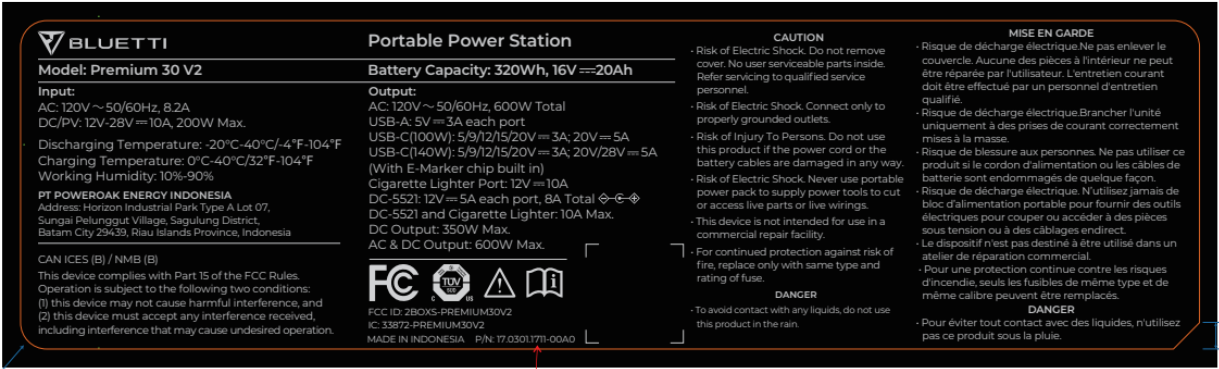 BLUETTI
Portable Power Station
Model: Premium 30 V2
Battery Capacity: 320Wh, 16V⎓20Ah
Input:
AC: 120V～50/60Hz, 8.2A
DC/PV: 12V-28V⎓10A, 200W Max.
Discharging Temperature: -20°C-40°C/-4°F-104°F
Charging Temperature: 0°C-40°C/32°F-104°F
Working Humidity: 10%-90%
PT POWEROAK ENERGY INDONESIA
Address: Horizon Industrial Park Type A Lot 07,
Sungai Pelunggut Village, Sagulung District,
Batam City 29439, Riau Islands Province, Indonesia
CAN ICES (B) / NMB (B)
This device complies with Part 15 of the FCC Rules.
Operation is subject to the following two conditions:
(1) this device may not cause harmful interference, and
(2) this device must accept any interference received,
including interference that may cause undesired operation.
Output:
AC: 120V～50/60Hz, 600W Total
USB-A: 5V⎓3A each port
USB-C(100W): 5/9/12/15/20V⎓3A; 20V⎓5A
USB-C(140W): 5/9/12/15/20V⎓3A; 20V/28V⎓5A
(With E-Marker chip built in)
Cigarette Lighter Port: 12V⎓10A
DC-5521: 12V⎓5A each port, 8A Total
DC-5521 and Cigarette Lighter: 10A Max.
DC Output: 350W Max.
AC & DC Output: 600W Max.
FC
TÜV
C US
FCC ID: 2BOXS-PREMIUM30V2
IC: 33872-PREMIUM30V2
MADE IN INDONESIA P/N: 17.0301.1711-00A0
CAUTION
- Risk of Electric Shock. Do not remove
cover. No user serviceable parts inside.
Refer servicing to qualified service
personnel.
- Risk of Electric Shock. Connect only to
properly grounded outlets.
- Risk of Injury To Persons. Do not use
this product if the power cord or the
battery cables are damaged in any way.
- Risk of Electric Shock. Never use portable
power pack to supply power tools to cut
or access live parts or live wirings.
- This device is not intended for use in a
commercial repair facility.
- For continued protection against risk of
fire, replace only with same type and
rating of fuse.
DANGER
- To avoid contact with any liquids, do not use
this product in the rain.
MISE EN GARDE
- Risque de décharge électrique.Ne pas enlever le
couvercle. Aucune des pièces à l'intérieur ne peut
être réparée par l'utilisateur. L'entretien courant
doit être effectué par un personnel d'entretien
qualifié.
- Risque de décharge électrique.Brancher l'unité
uniquement à des prises de courant correctement
mises à la masse.
- Risque de blessure aux personnes. Ne pas utiliser ce
produit si le cordon d'alimentation ou les câbles de
batterie sont endommagés de quelque façon.
- Risque de décharge électrique. N'utilisez jamais de
bloc d'alimentation portable pour fournir des outils
électriques pour couper ou accéder à des pièces
sous tension ou à des câblages endirect.
- Le dispositif n'est pas destiné à être utilisé dans un
atelier de réparation commercial.
- Pour une protection continue contre les risques
d'incendie, seuls les fusibles de même type et de
même calibre peuvent être remplacés.
DANGER
- Pour éviter tout contact avec des liquides, n'utilisez
pas ce produit sous la pluie.